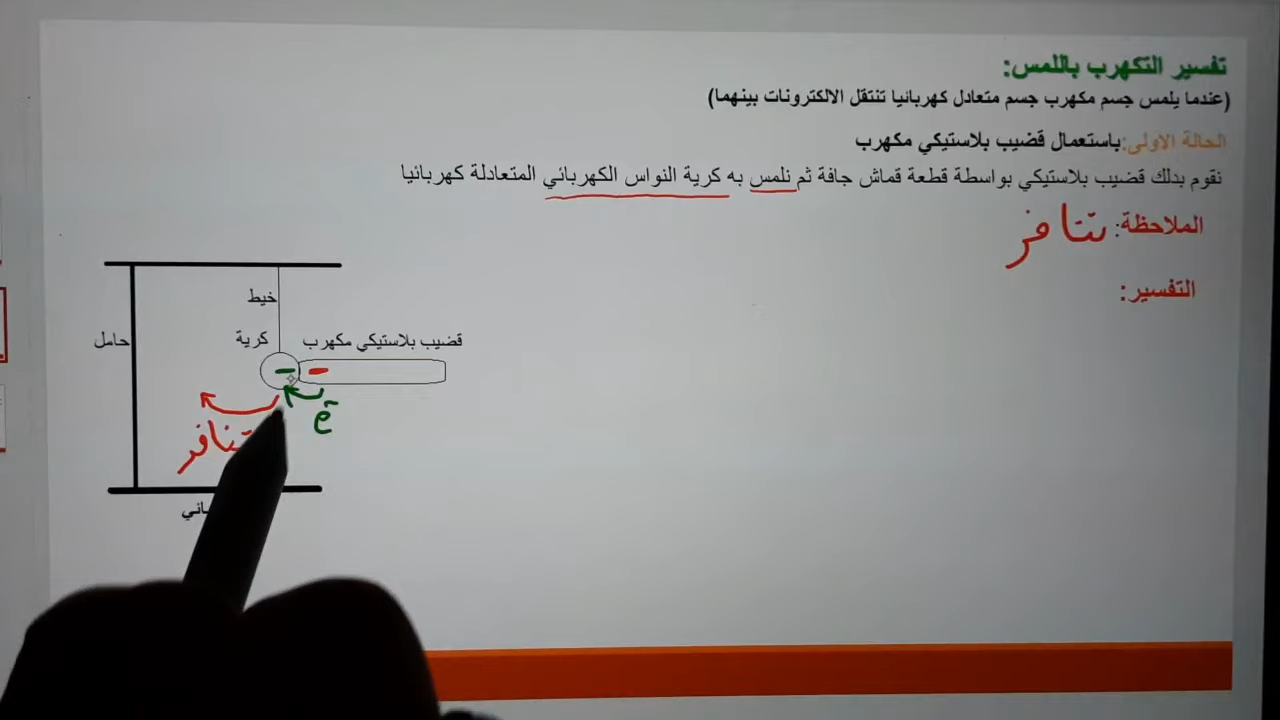 تفسير التكهرب باللمس:
(عندما يلمس جسم مكهرب جسم متعادل كهربائيا تنتقل الالكترونات بينهما)
الحالة الاولى:باستعمال قضيب بلاستيكي مكهرب
نقوم بدلك قضيب بلاستيكي بواسطة قطعة قماش جافة ثم نلمس به كرية النواس الكهربائي المتعادلة كهربائيا
الملاحظة: تنافر
التفسير:
خيط
حامل
كرية
قضيب بلاستيكي مكهرب
- -
e⁻
تنافر